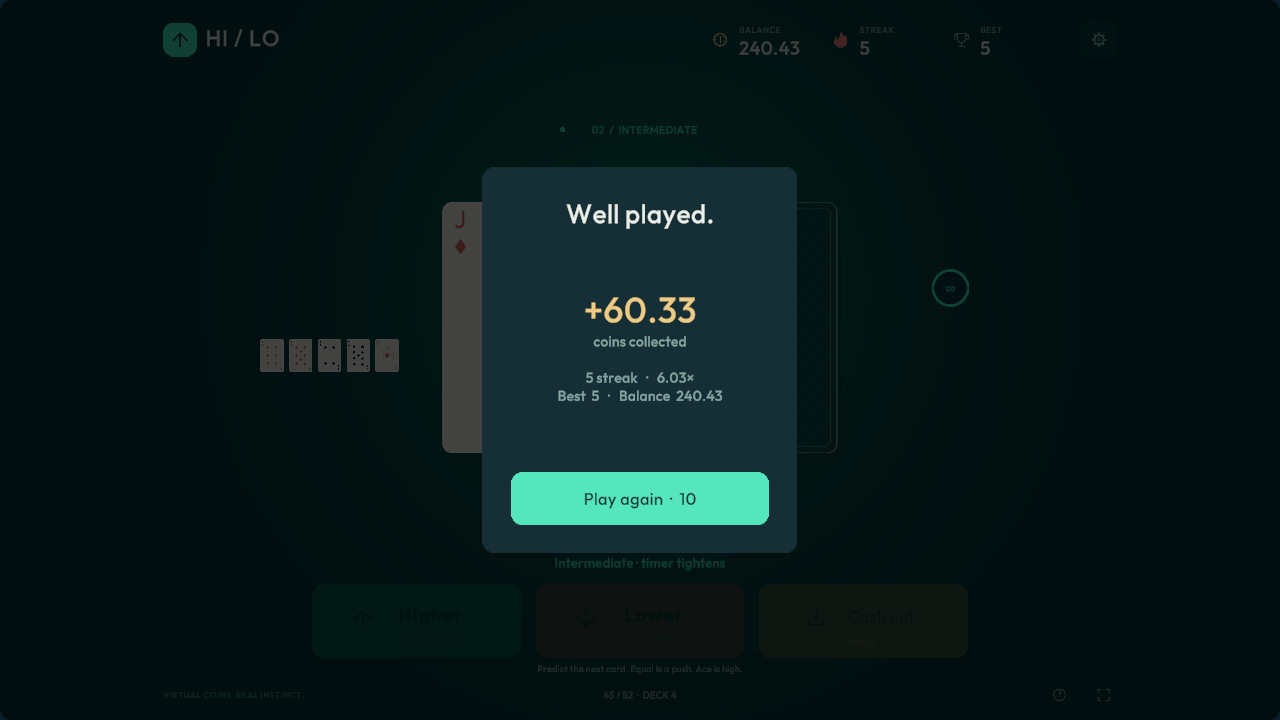 HI / LO
BALANCE
240.43
STREAK
5
BEST
5
02 / INTERMEDIATE
J
Well played.
+60.33
coins collected
5 streak · 6.03×
Best 5 · Balance 240.43
Play again · 10
∞
Intermediate · timer tightens
Higher
Lower
Cash out
Predict the next card. Equal is a push. Ace is high.
VIRTUAL COINS. REAL INSTINCT.
45 / 52 · DECK 4